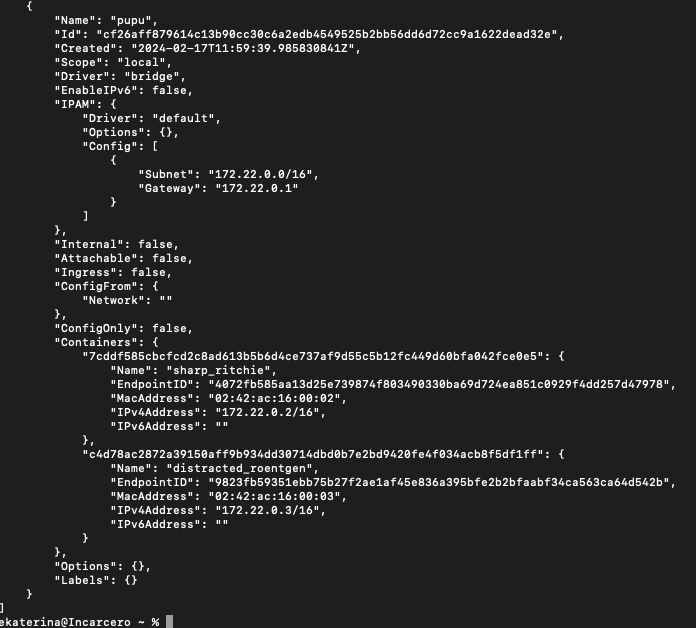 {
"Name": "pupu",
"Id": "cf26aff879614c13b90cc30c6a2edb4549525b2bb56dd6d72cc9a1622dead32e",
"Created": "2024-02-17T11:59:39.985830841Z",
"Scope": "local",
"Driver": "bridge",
"EnableIPv6": false,
"IPAM": {
"Driver": "default",
"Options": {},
"Config": [
{
"Subnet": "172.22.0.0/16",
"Gateway": "172.22.0.1"
}
]
},
"Internal": false,
"Attachable": false,
"Ingress": false,
"ConfigFrom": {
"Network": ""
},
"ConfigOnly": false,
"Containers": {
"7cddf585cbcfcd2c8ad613b5b6d4ce737af9d55c5b12fc449d60bfa042fce0e5": {
"Name": "sharp_ritchie",
"EndpointID": "4072fb585aa13d25e739874f803490330ba69d724ea851c0929f4dd257d47978",
"MacAddress": "02:42:ac:16:00:02",
"IPv4Address": "172.22.0.2/16",
"IPv6Address": ""
},
"c4d78ac2872a39150aff9b934dd30714dbd0b7e2bd9420fe4f034acb8f5df1ff": {
"Name": "distracted_roentgen",
"EndpointID": "9823fb59351ebb75b27f2ae1af45e836a395bfe2b2bfaabf34ca563ca64d542b",
"MacAddress": "02:42:ac:16:00:03",
"IPv4Address": "172.22.0.3/16",
"IPv6Address": ""
}
},
"Options": {},
"Labels": {}
}
]
ekaterina@Incarcero ~ %